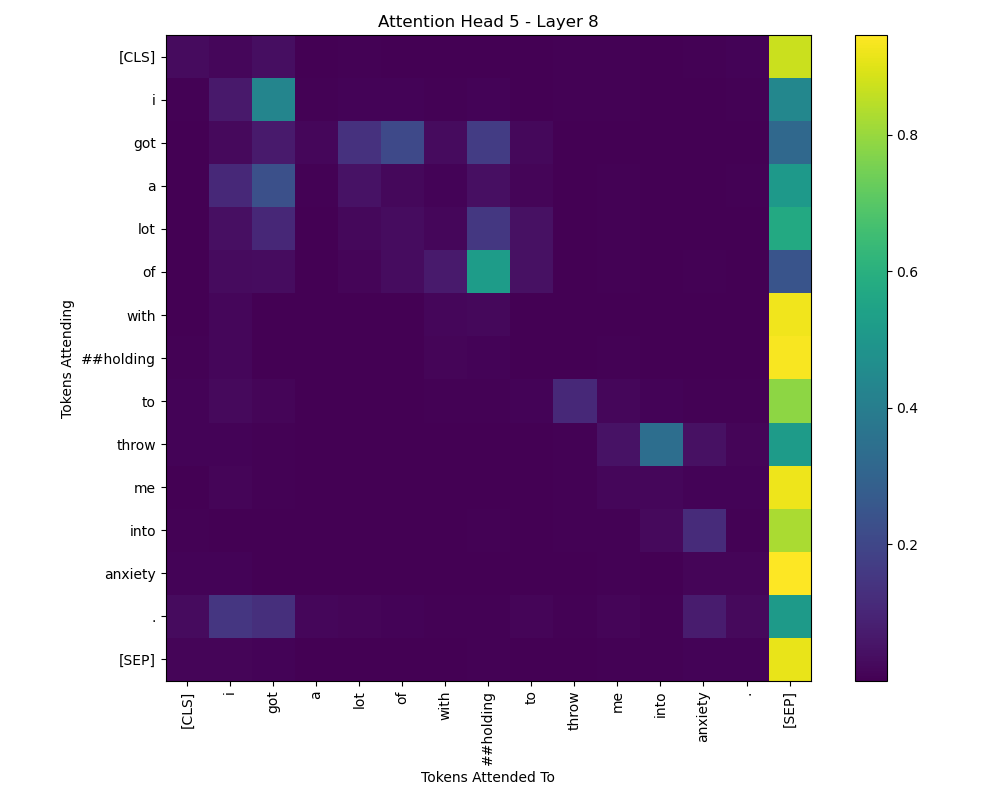 Attention Head 5 - Layer 8
Tokens Attending
[CLS]
i
got
a
lot
of
with
##holding
to
throw
me
into
anxiety
.
[SEP]
0.8
0.6
0.4
0.2
[CLS]
i
got
a
lot
of
with
##holding
to
throw
me
into
anxiety
.
[SEP]
Tokens Attended To